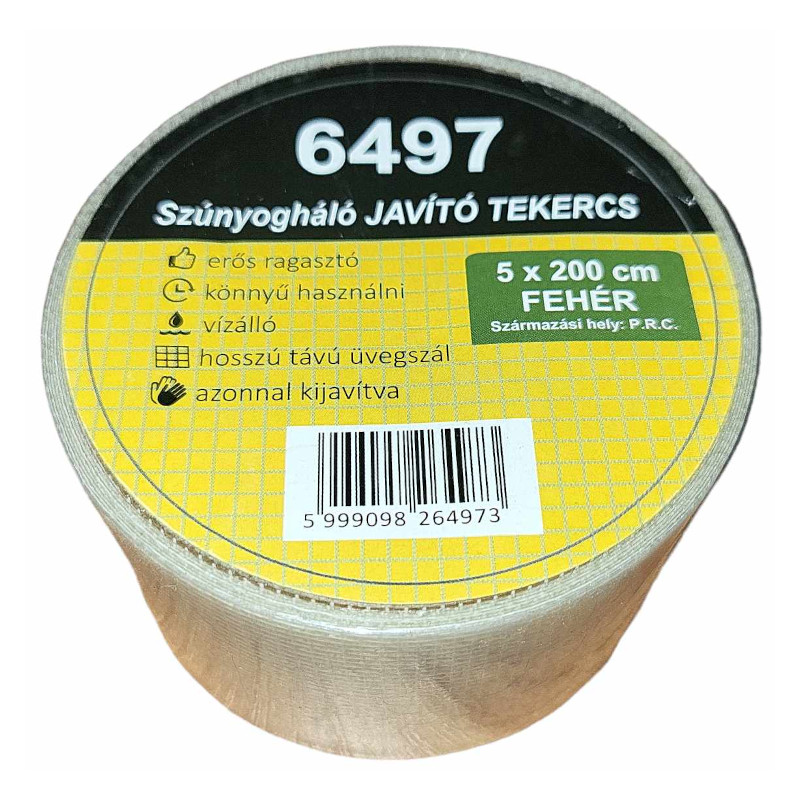 6497
Szúnyogháló JAVÍTÓ TEKERCS
erős ragasztó
könnyű használni
vízálló
hosszú távú üvegszál
azonnal kijavítva
5 x 200 cm
FEHÉR
Származási hely: P.R.C.
5 999098 264973